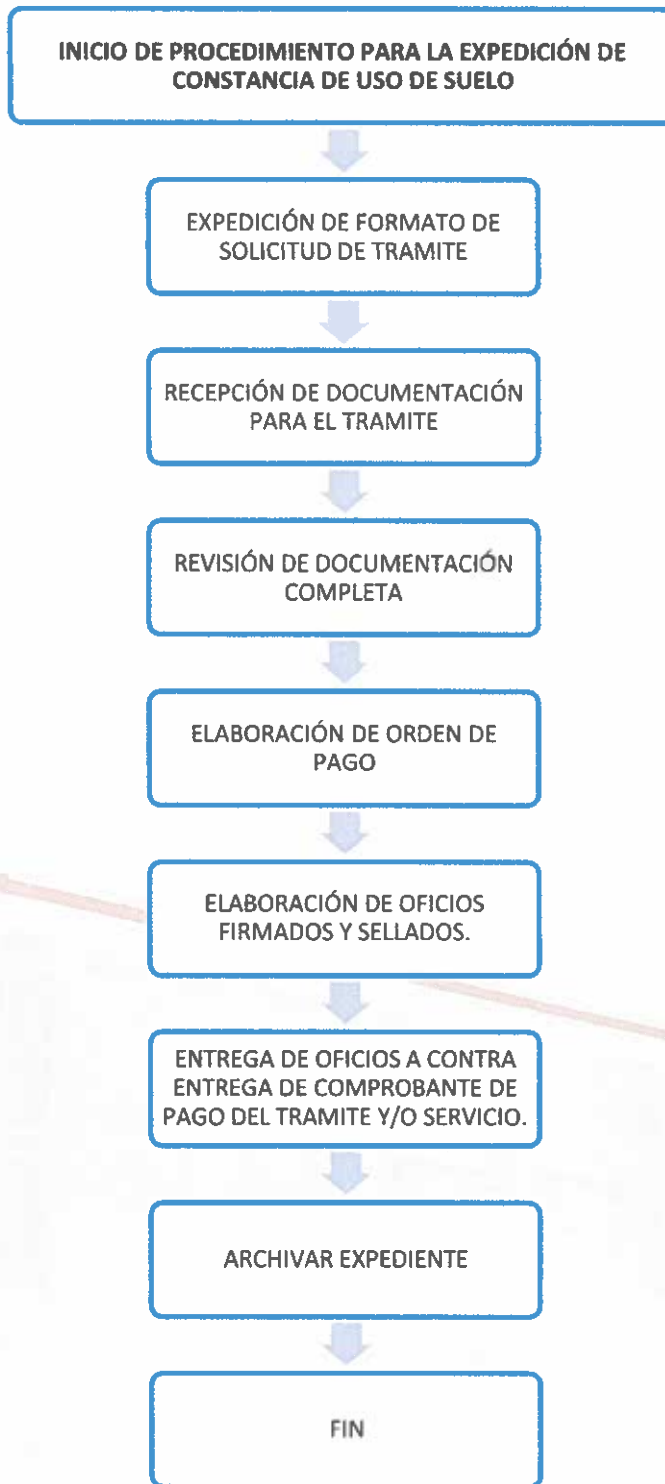 INICIO DE PROCEDIMIENTO PARA LA EXPEDICIÓN DE
CONSTANCIA DE USO DE SUELO
EXPEDICIÓN DE FORMATO DE
SOLICITUD DE TRAMITE
RECEPCIÓN DE DOCUMENTACIÓN
PARA EL TRAMITE
REVISIÓN DE DOCUMENTACIÓN
COMPLETA
ELABORACIÓN DE ORDEN DE
PAGO
ELABORACIÓN DE OFICIOS
FIRMADOS Y SELLADOS.
ENTREGA DE OFICIOS A CONTRA
ENTREGA DE COMPROBANTE DE
PAGO DEL TRAMITE Y/O SERVICIO.
ARCHIVAR EXPEDIENTE
FIN